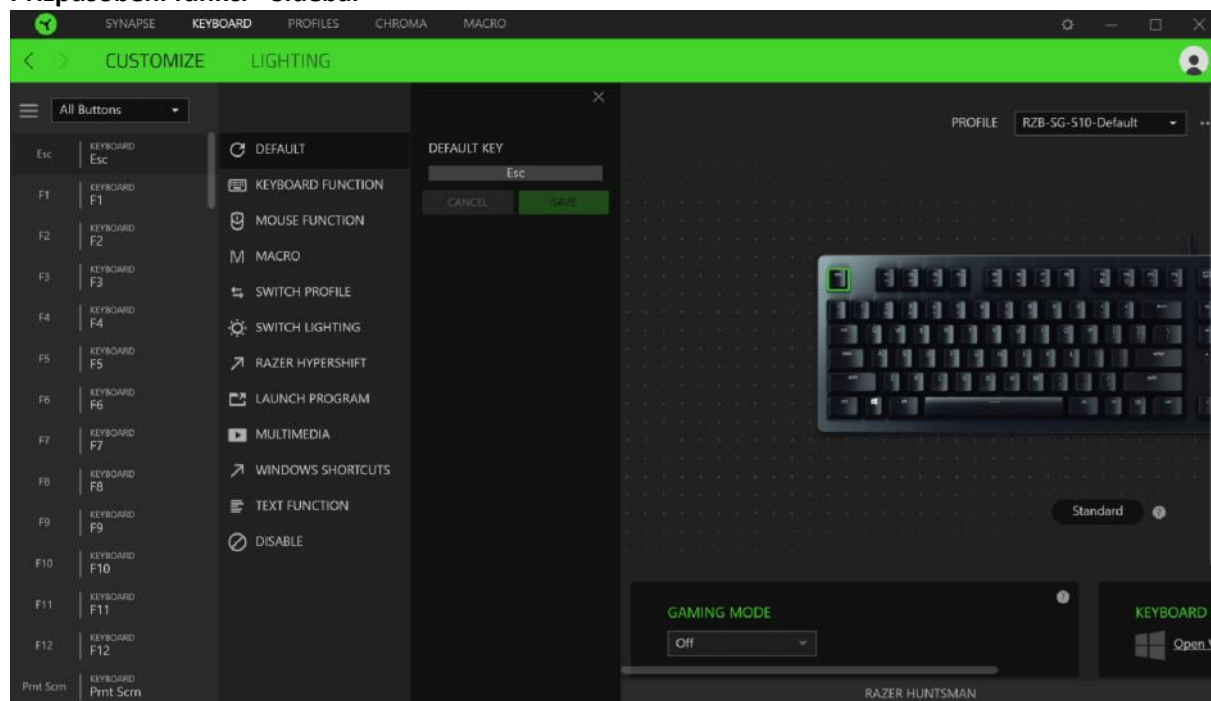 SYNAPSE KEYBOARD PROFILES CHROMA MACRO
CUSTOMIZE LIGHTING
All Buttons
PROFILE RZB-SG-510-Default
Esc KEYBOARD
Esc
F1 KEYBOARD
F1
F2 KEYBOARD
F2
F3 KEYBOARD
F3
F4 KEYBOARD
F4
F5 KEYBOARD
F5
F6 KEYBOARD
F6
F7 KEYBOARD
F7
F8 KEYBOARD
F8
F9 KEYBOARD
F9
F10 KEYBOARD
F10
F11 KEYBOARD
F11
F12 KEYBOARD
F12
Prnt Scrn KEYBOARD
Prnt Scrn
DEFAULT
KEYBOARD FUNCTION
MOUSE FUNCTION
MACRO
SWITCH PROFILE
SWITCH LIGHTING
RAZER HYPERSHIFT
LAUNCH PROGRAM
MULTIMEDIA
WINDOWS SHORTCUTS
TEXT FUNCTION
DISABLE
DEFAULT KEY
Esc
CANCEL SAVE
Standard
GAMING MODE
Off
KEYBOARD
Open
RAZER HUNTSMAN